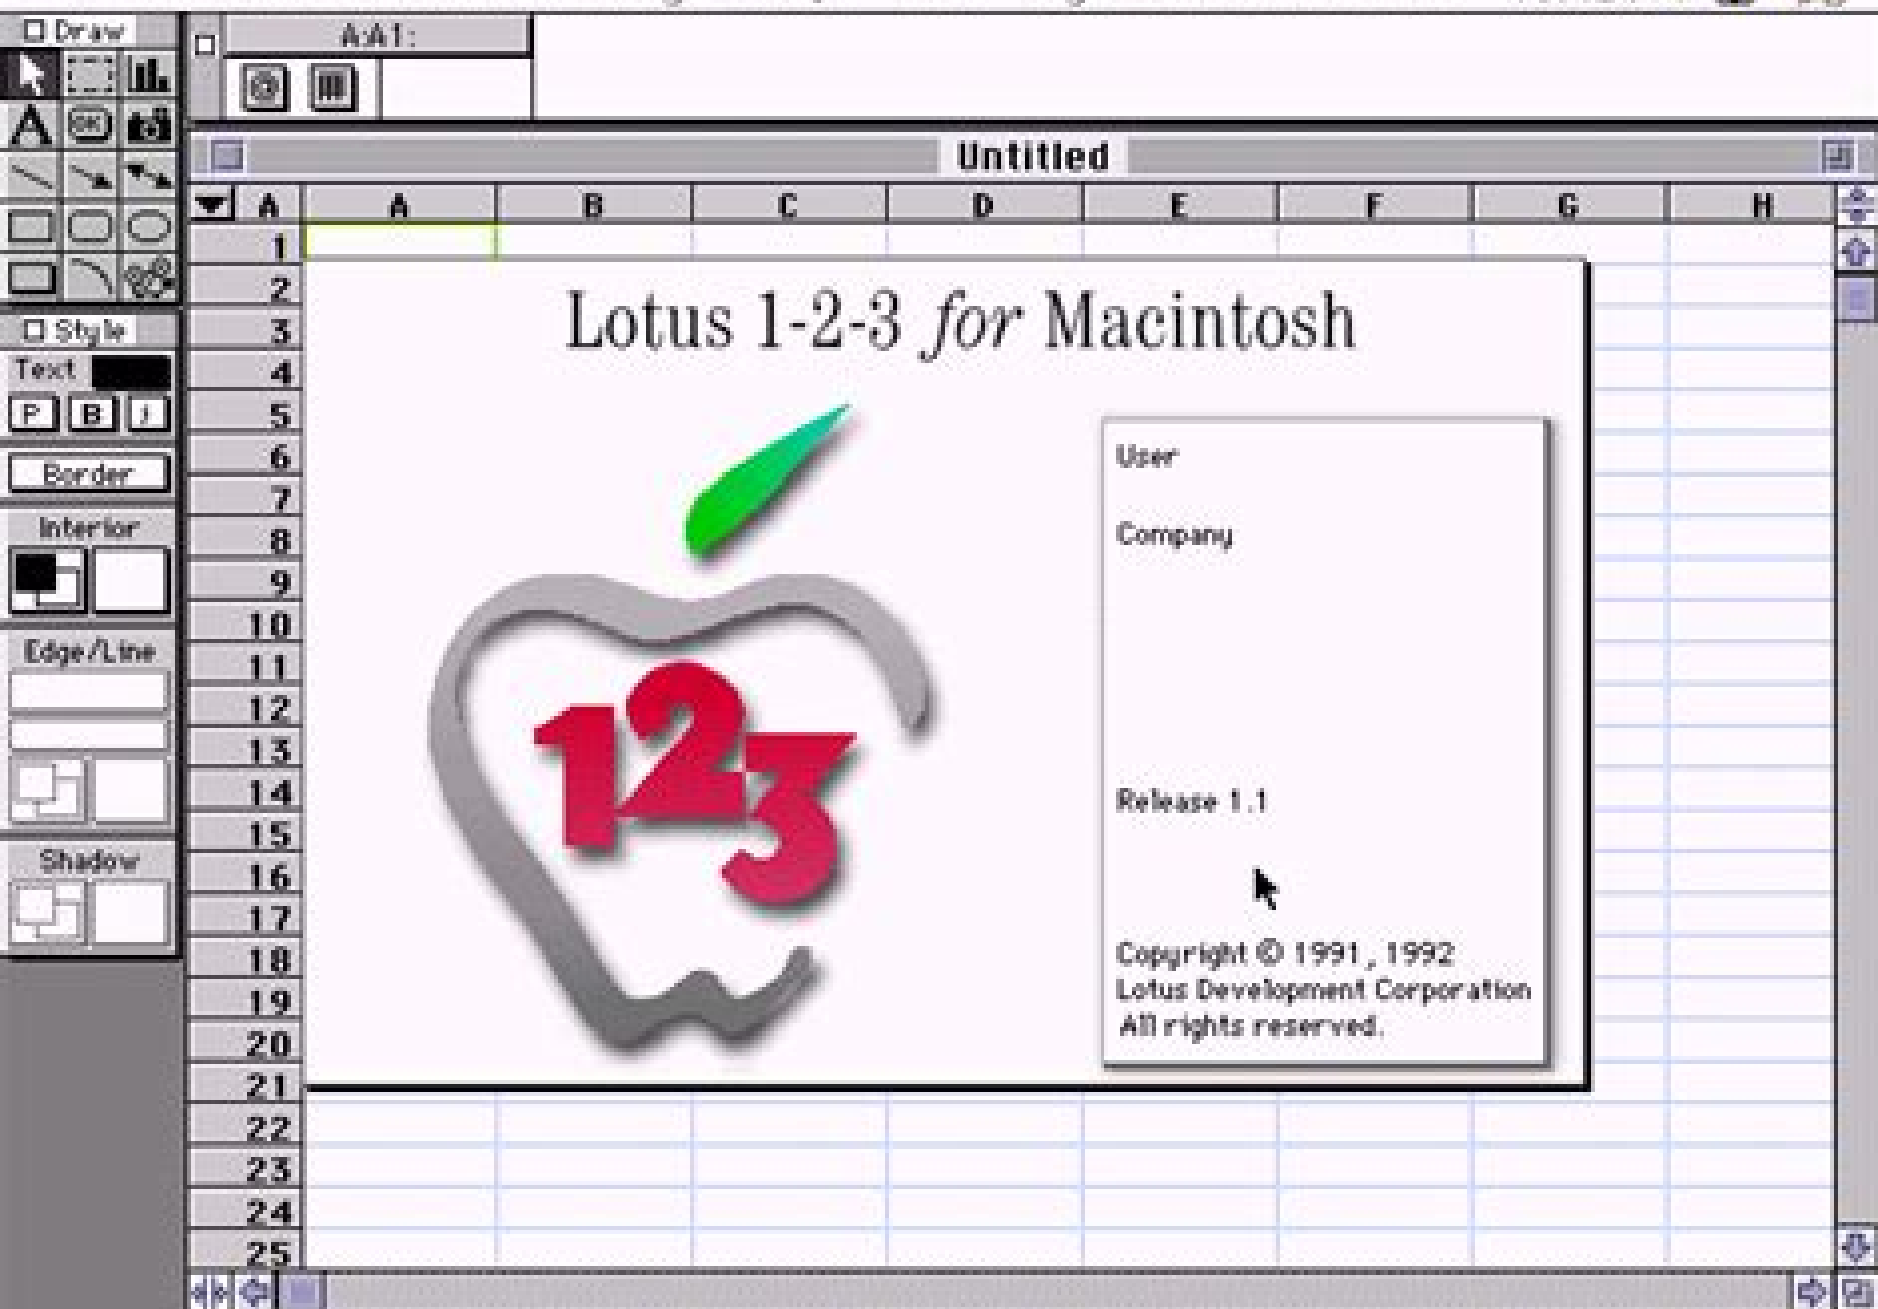 Draw
A:A1:
A
OK
Untitled
A A B C D E F G H
1
2
3
4
5
6
7
8
9
10
11
12
13
14
15
16
17
18
19
20
21
22
23
24
25
Style
Text
P B I
Border
Interior
Edge/Line
Shadow
Lotus 1-2-3 for Macintosh
123
User
Company
Release 1.1
Copyright © 1991, 1992
Lotus Development Corporation
All rights reserved.